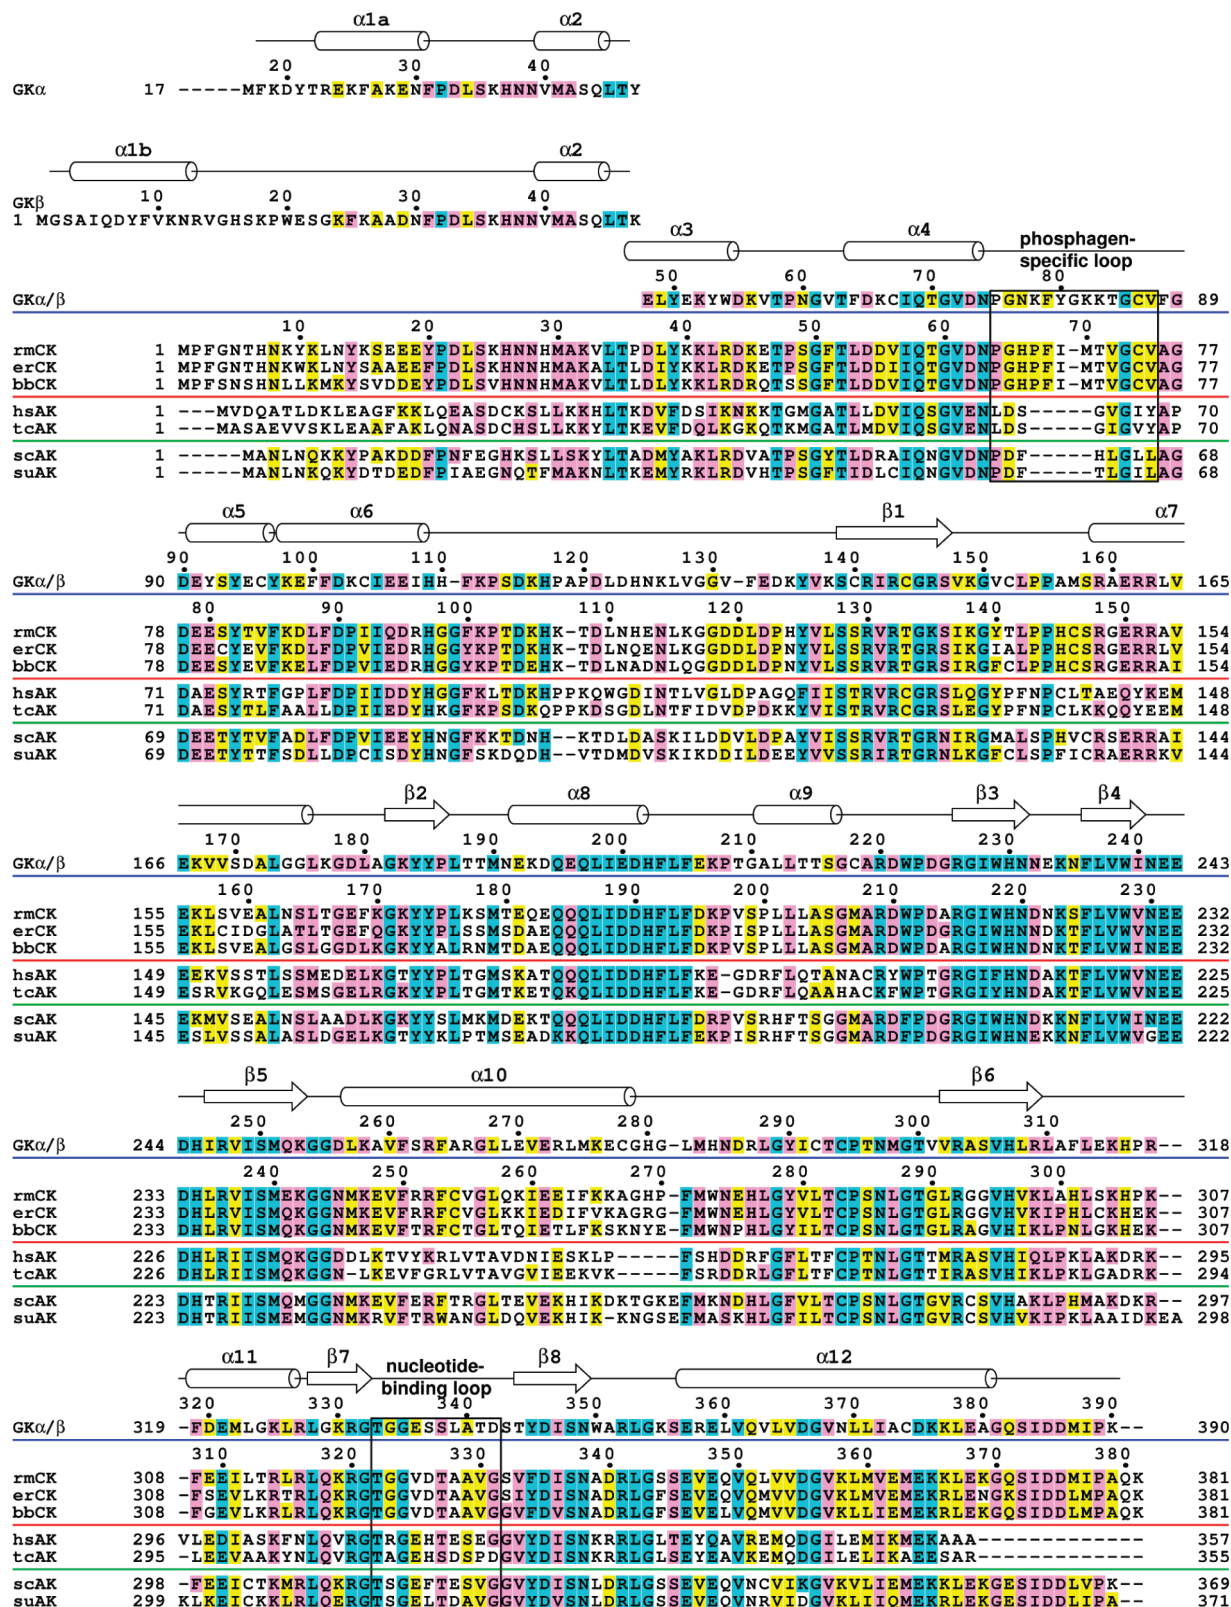 α1a α2
20 30 40
GKα 17 -----MFKDYTREKFAKENFPDLSKHNNVMASQLTY
α1b α2
10 20 30 40
GKβ
1 MGSAIQDYFVKNRVGHSKPWESGKFKAADNFPDLSKHNNVMASQLTK
α3 α4 phosphagen-
specific loop
50 60 70 80
GKα/β ELYEKYWDKVTPNGVTFDKCIQTGVDNPGNKFYGKKTGCVFG 89
10 20 30 40 50 60 70
rmCK 1 MPFGNTHNKYKLNYKSEEEYPDLSKHNNHMAKVLTPDLYKKLRDKETPSGFTLDDVIQTGVDNPGHPFI-MTVGCVAG 77
erCK 1 MPFGNTHNKWKLNYSAAEEFPDLSKHNNHMAKALTLDIYKKLRDKETPSGFTLDDIIQTGVDNPGHPFI-MTVGCVAG 77
bbCK 1 MPFSNSHNLLKMKYSVDDEYPDLSVHNNHMAKVLTLDLYKKLRDRQTSSGFTLDDVIQTGVDNPGHPFI-MTVGCVAG 77
hsAK 1 ---MVDQATLDKLEAGFKKLQEASDCKSLLKKHLTKDVFDSIKNKKTGMGATLLDVIQSGVENLDS-----GVGIYAP 70
tcAK 1 ---MASAEVVSKLEAAFAKLQNASDCHSLLKKYLTKEVFDQLKGKQTKMGATLMDVIQSGVENLDS-----GIGVYAP 70
scAK 1 -----MANLNQKKYPAKDDFPNFEGHKSLLSKYLTADMYAKLRDVATPSGYTLDRAIQNGVDNPDF-----HLGLLAG 68
suAK 1 -----MANLNQKKYDTDEDFPIAEGNQTFMAKNLTKEMYRKLRDVHTPSGFTIDLCIQNGVDNPDF-----TLGILAG 68
α5 α6 β1 α7
90 100 110 120 130 140 150 160
GKα/β 90 DEYSYECYKEFFDKCIEEIHH-FKPSDKHPAPDLDHNKLVGGV-FEDKYVKSCRIRCGRSVKGVCLPPAMSRAERRLV 165
80 90 100 110 120 130 140 150
rmCK 78 DEESYTVFKDLFDPIIQDRHGGFKPTDKHK-TDLNHENLKGGDDLDPHYVLSSRVRTGKSIKGYTLPPHCSRGERRAV 154
erCK 78 DEECYEVFKDLFDPVIEDRHGGYKPTDKHK-TDLNQENLKGGDDLDPNYVLSSRVRTGRSIKGIALPPHCSRGERRAV 154
bbCK 78 DEESYEVFKELFDPVIEDRHGGYKPTDEHK-TDLNADNLQGGDDLDPNYVLSSRVRTGRSIRGFCLPPHCSRGERRAI 154
hsAK 71 DAESYRTFGPLFDPIIDDYHGGFKLTDKHPPKQWGDINTLVGLDPAGQFIISTRVRCGRSLQGYPFNPCLTAEQYKEM 148
tcAK 71 DAESYTLFAALLDPIIEDYHKGFKPSDKQPPKDSGDLNTFIDVDPDKKYVISTRVRCGRSLEGYPFNPCLKKQQYEEM 148
scAK 69 DEETYTVFADLFDPVIEEYHNGFKKTDNH--KTDLDASKILDDVLDPAYVISSRVRTGRNIRGMALSPHVCRSERRAI 144
suAK 69 DEETYTTFSDLLDPCISDYHNGFSKDQDH--VTDMDVSKIKDDILDEEYVVSSRVRTGRNLKGFCLSPFICRAERRKV 144
β2 α8 α9 β3 β4
170 180 190 200 210 220 230 240
GKα/β 166 EKVVSDALGGLKGDLAGKYYPLTTMNEKDQEQLIEDHFLFEKPTGALLTTSGCARDWPDGRGIWHNNEKNFLVWINEE 243
160 170 180 190 200 210 220 230
rmCK 155 EKLSVEALNSLTGEFKGKYYPLKSMTEQEQQQLIDDHFLFDKPVSPLLLASGMARDWPDARGIWHNDNKSFLVWVNEE 232
erCK 155 EKLCIDGLATLTGEFQGKYYPLSSMSDAEQQQLIDDHFLFDKPISPLLLASGMARDWPDGRGIWHNDNKTFLVWVNEE 232
bbCK 155 EKLSVEALGSLGGDLKGKYYALRNMTDAEQQQLIDDHFLFDKPVSPLLLASGMARDWPDARGIWHNDNKTFLVWINEE 232
hsAK 149 EEKVSSTLSSMEDELKGTYYPLTGMSKATQQQLIDDHFLFKE-GDRFLQTANACRYWPTGRGIFHNDAKTFLVWVNEE 225
tcAK 149 ESRVKGQLESMSGELRGKYYPLTGMTKETQKQLIDDHFLFKE-GDRFLQAAHACKFWPTGRGIYHNDAKTFLVWVNEE 225
scAK 145 EKMVSEALNSLAADLKGKYYSLMKMDEKTQQQLIDDHFLFDRPVSRHFTSGGMARDFPDGRGIWHNDKKNFLVWINEE 222
suAK 145 ESLVSSALASLDGELKGTYYKLPTMSEADKKQLIDDHFLFEKPISRHFTSGGMARDFPDGRGIWHNEKKNFLVWVGEE 222
β5 α10 β6
250 260 270 280 290 300 310
GKα/β 244 DHIRVISMQKGGDLKAVFSRFARGLLEVERLMKECGHG-LMHNDRLGYICTCPTNMGTVVRASVHLRLAFLEKHPR-- 318
240 250 260 270 280 290 300
rmCK 233 DHLRVISMEKGGNMKEVFRRFCVGLQKIEEIFKKAGHP-FMWNEHLGYVLTCPSNLGTGLRGGVHVKLAHLSKHPK-- 307
erCK 233 DHLRVISMQKGGNMKEVFRRFCVGLKKIEDIFVKAGRG-FMWNEHLGYVLTCPSNLGTGLRGGVHVKIPHLCKHEK-- 307
bbCK 233 DHLRVISMQKGGNMKEVFTRFCTGLTQIETLFKSKNYE-FMWNPHLGYILTCPSNLGTGLRAGVHIKLPNLGKHEK-- 307
hsAK 226 DHLRIISMQKGGDDLKTVYKRLVTAVDNIESKLP-----FSHDDRFGFLTFCPTNLGTTMRASVHIQLPKLAKDRK-- 295
tcAK 226 DHLRIISMQKGGN-LKEVFGRLVTAVGVIEEKVK-----FSRDDRLGFLTFCPTNLGTTIRASVHIKLPKLGADRK-- 294
scAK 223 DHTRIISMQMGGNMKEVFERFTRGLTEVEKHIKDKTGKEFMKNDHLGFVLTCPSNLGTGVRCSVHAKLPHMAKDKR-- 297
suAK 223 DHTRIISMEMGGNMKRVFTRWANGLDQVEKHIK-KNGSEFMASKHLGFILTCPSNLGTGVRCSVHVKIPKLAAIDKEA 298
α11 β7 nucleotide-
binding loop β8 α12
320 330 340 350 360 370 380 390
GKα/β 319 -FDEMLGKLRLGKRGTGGESSLATDSTYDISNWARLGKSERELVQVLVDGVNLLIACDKKLEAGQSIDDMIPK-- 390
310 320 330 340 350 360 370 380
rmCK 308 -FEEILTRLRLQKRGTGGVDTAAVGSVFDISNADRLGSSEVEQVQLVVDGVKLMVEMEKKLEKGQSIDDMIPAQK 381
erCK 308 -FSEVLKRTRLQKRGTGGVDTAAVGSIYDISNADRLGFSEVEQVQMVVDGVKLMVEMEKRLENGKSIDDLMPAQK 381
bbCK 308 -FGEVLKRLRLQKRGTGGVDTAAVGGVFDVSNADRLGFSEVELVQMVVDGVKLLIEMEKRLEKGQSIDDLMPAQK 381
hsAK 296 VLEDIASKFNLQVRGTRGEHTESEGGVYDISNKRRLGLTEYQAVREMQDGILEMIKMEKAAA------------- 357
tcAK 295 -LEEVAAKYNLQVRGTAGEHSDSPDGVYDISNKRRLGLSEYEAVKEMQDGILELIKAEESAR------------- 355
scAK 298 -FEEICTKMRLQKRGTSGEFTESVGGVYDISNLDRLGSSEVEQVNCVIKGVKVLIEMEKKLEKGESIDDLVPK-- 369
suAK 299 KLKEICKKLRLQERGTSGELTDAVGGVYDVSNRDRLGSSEVQVVRSVIDGVKLLIQMEKKLEKGESIDDLMPK-- 371